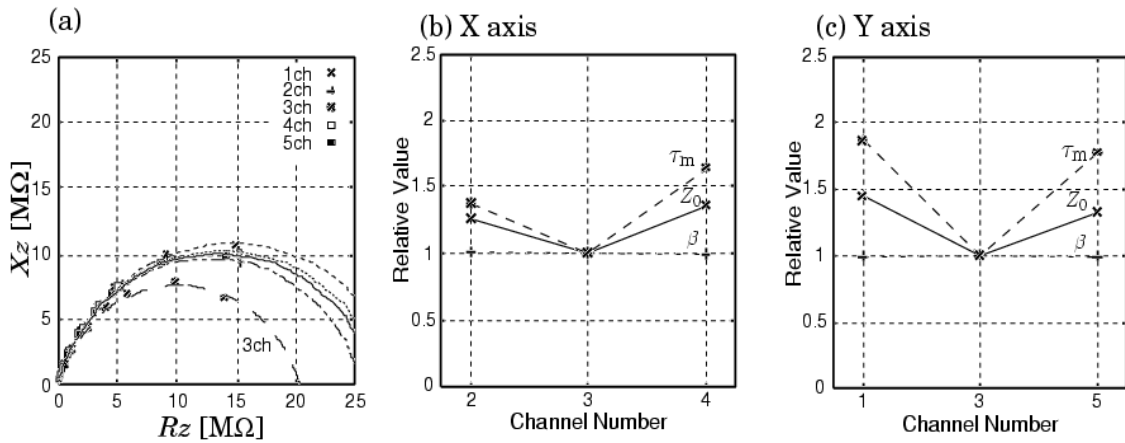 (a)
25
20
15
10
5
0
Xz [MΩ]
1ch
2ch
3ch
4ch
5ch
3ch
0 5 10 15 20 25
Rz [MΩ]
(b) X axis
2.5
2
1.5
1
0.5
0
Relative Value
τm
Z0
β
2 3 4
Channel Number
(c) Y axis
2.5
2
1.5
1
0.5
0
Relative Value
τm
Z0
β
1 3 5
Channel Number